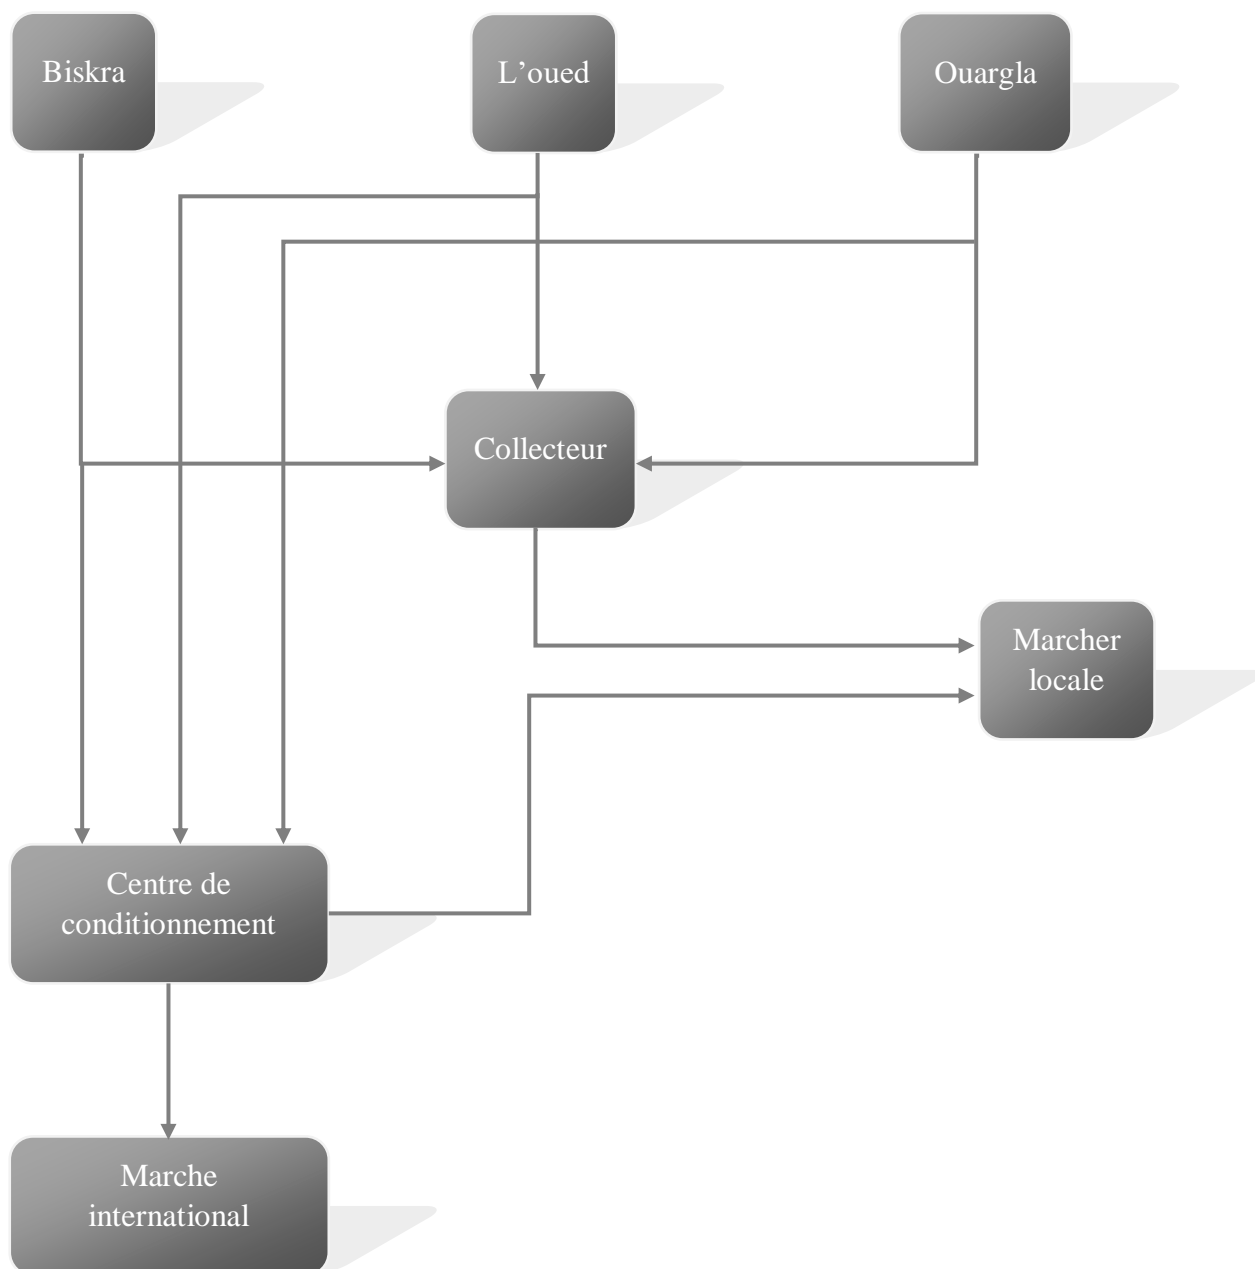 Biskra
L’oued
Ouargla
Collecteur
Marcher
locale
Centre de
conditionnement
Marche
international